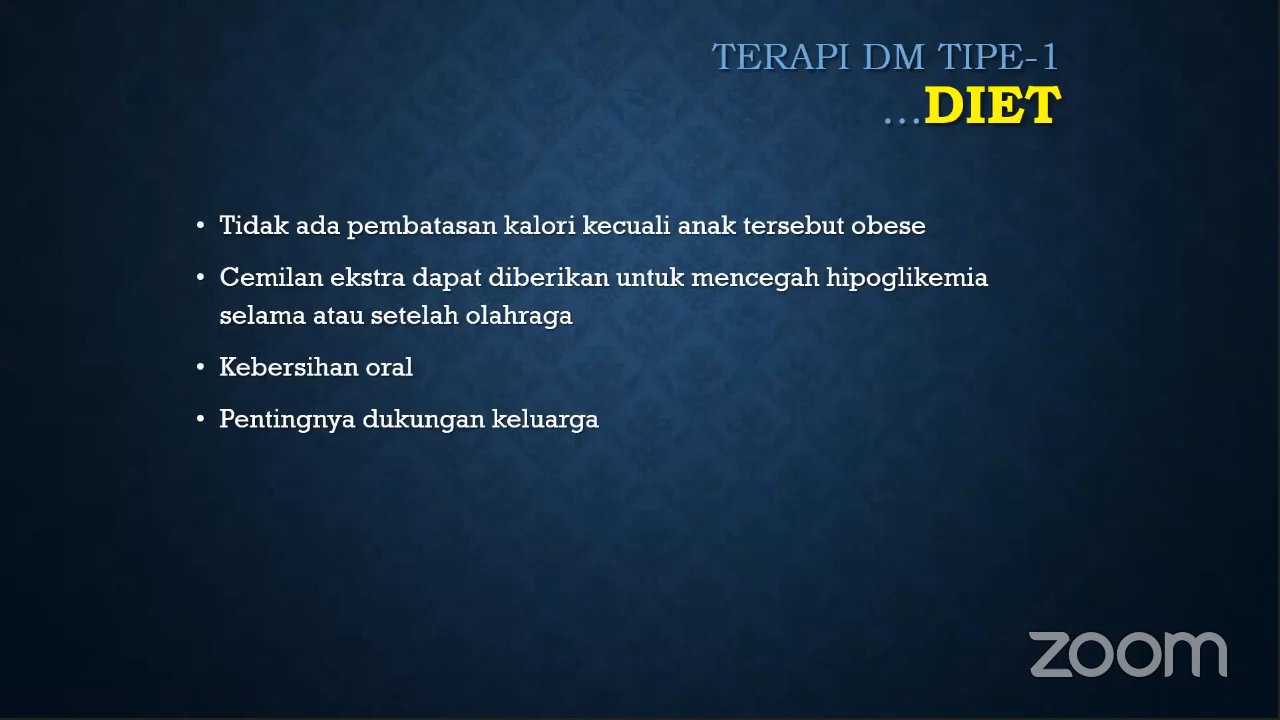 TERAPI DM TIPE-1
...DIET
• Tidak ada pembatasan kalori kecuali anak tersebut obese
• Cemilan ekstra dapat diberikan untuk mencegah hipoglikemia
selama atau setelah olahraga
• Kebersihan oral
• Pentingnya dukungan keluarga
zoom